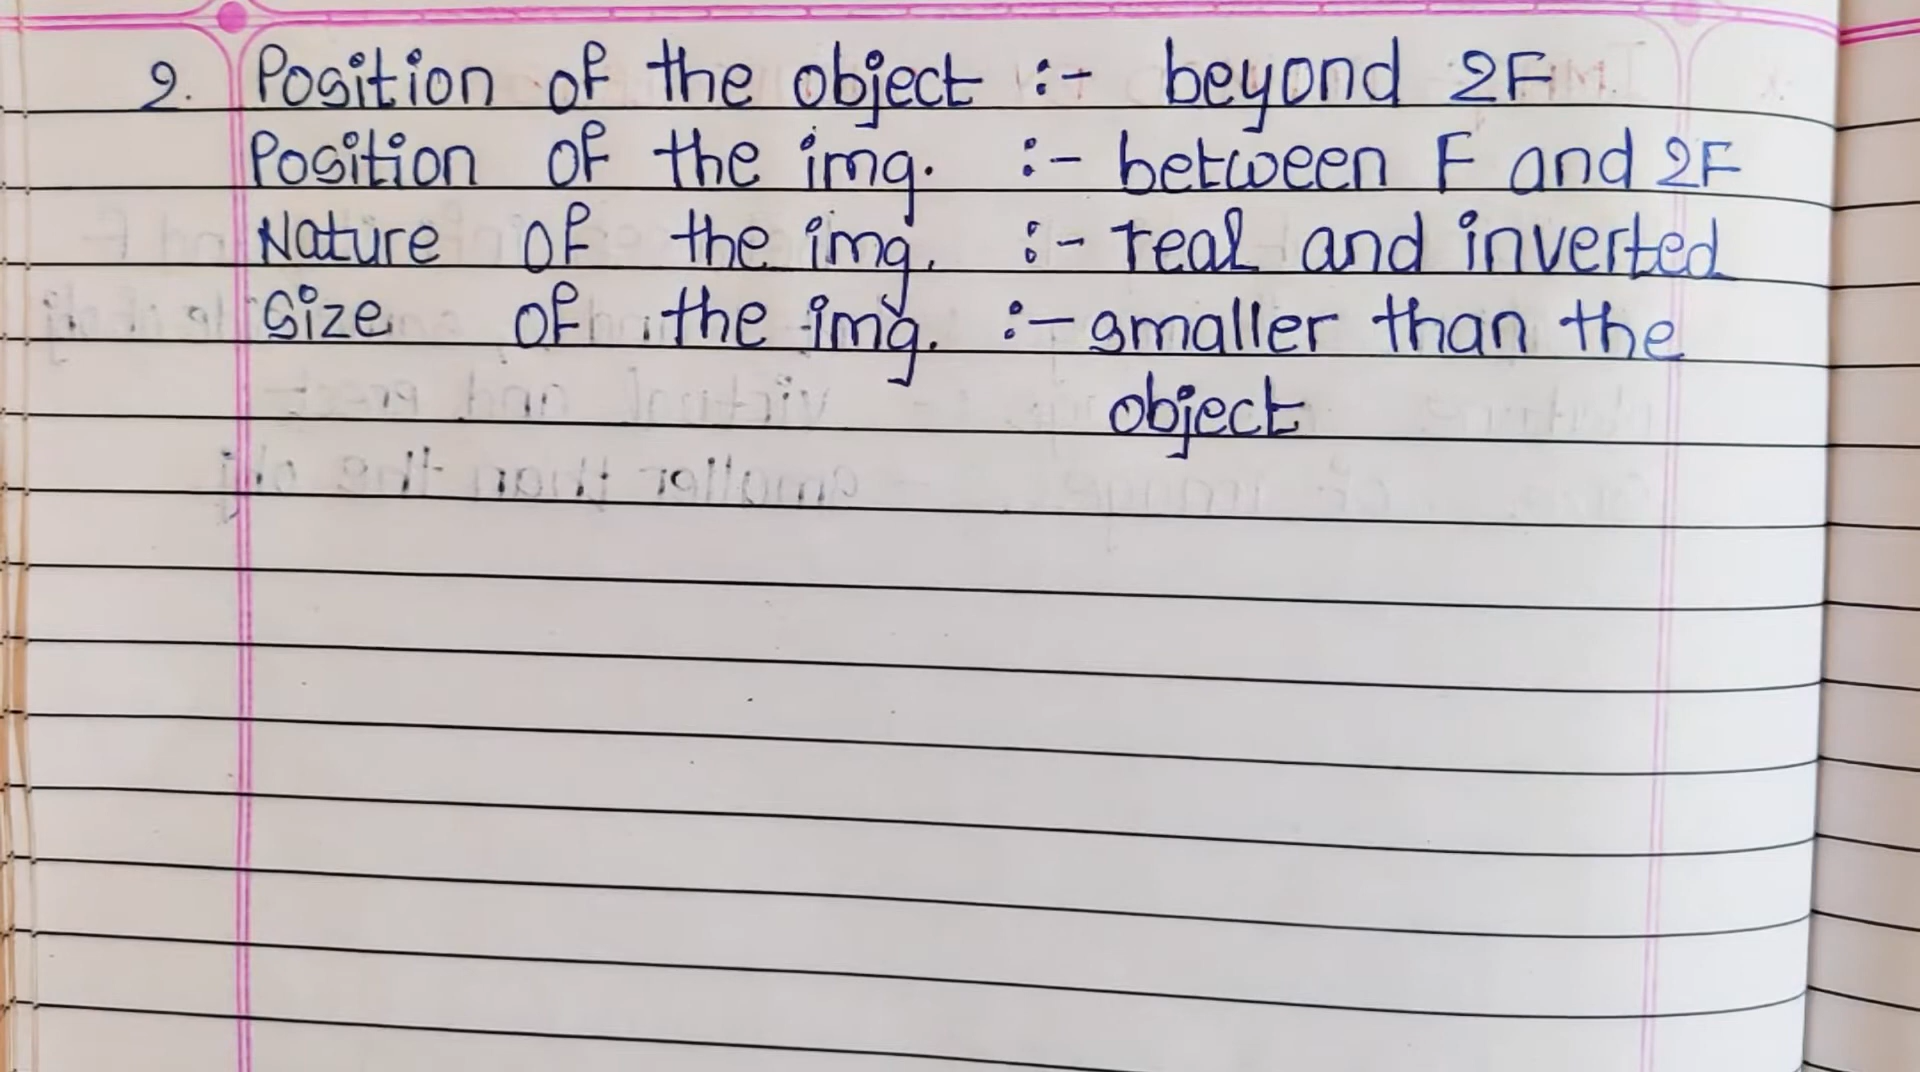 2. Position of the object :- beyond 2F
Position of the img. :- between F and 2F
Nature of the img. :- real and inverted
Size of the img. :- smaller than the
object